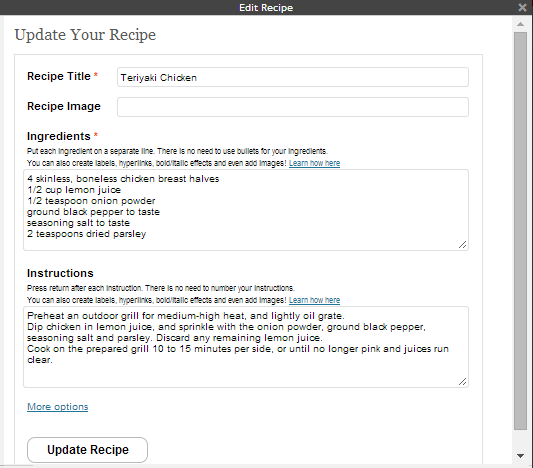 Edit Recipe
Update Your Recipe
Recipe Title *
Teriyaki Chicken
Recipe Image
Ingredients *
Put each ingredient on a separate line. There is no need to use bullets for your ingredients.
You can also create labels, hyperlinks, bold/italic effects and even add images! Learn how here
4 skinless, boneless chicken breast halves
1/2 cup lemon juice
1/2 teaspoon onion powder
ground black pepper to taste
seasoning salt to taste
2 teaspoons dried parsley
Instructions
Press return after each instruction. There is no need to number your instructions.
You can also create labels, hyperlinks, bold/italic effects and even add images! Learn how here
Preheat an outdoor grill for medium-high heat, and lightly oil grate.
Dip chicken in lemon juice, and sprinkle with the onion powder, ground black pepper,
seasoning salt and parsley. Discard any remaining lemon juice.
Cook on the prepared grill 10 to 15 minutes per side, or until no longer pink and juices run
clear.
More options
Update Recipe